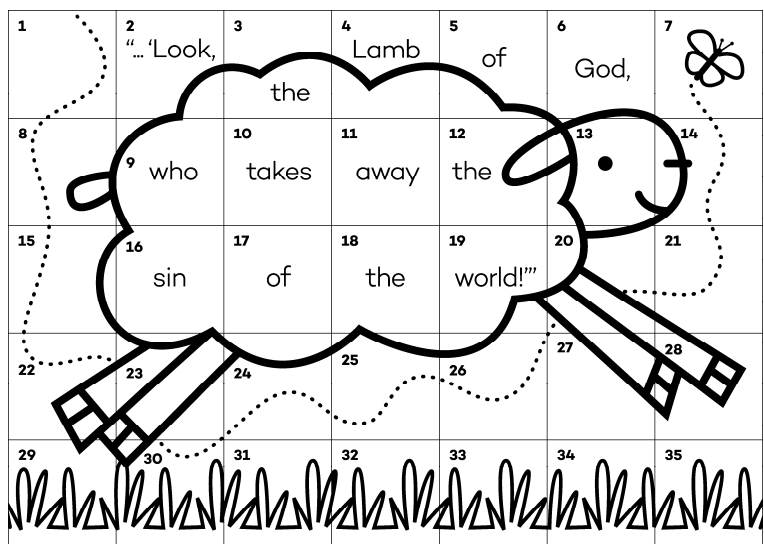 1 2 3 4 5 6 7
“... ‘Look, the Lamb of God,
8 9 10 11 12 13 14
who takes away the
15 16 17 18 19 20 21
sin of the world!’”
22 23 24 25 26 27 28
29 30 31 32 33 34 35